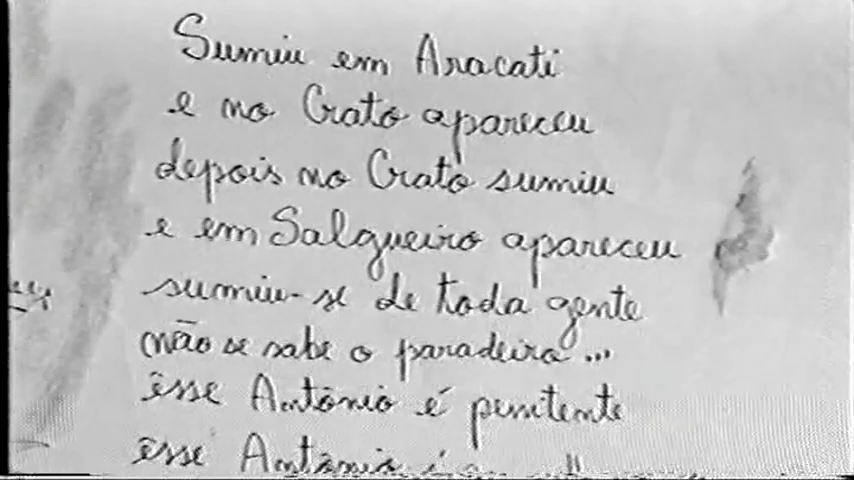 Sumiu em Aracati
e no Crato apareceu
depois no Crato sumiu
e em Salgueiro apareceu
sumiu-se de toda gente
não se sabe o paradeiro...
êsse Antônio é penitente
êsse Antônio é